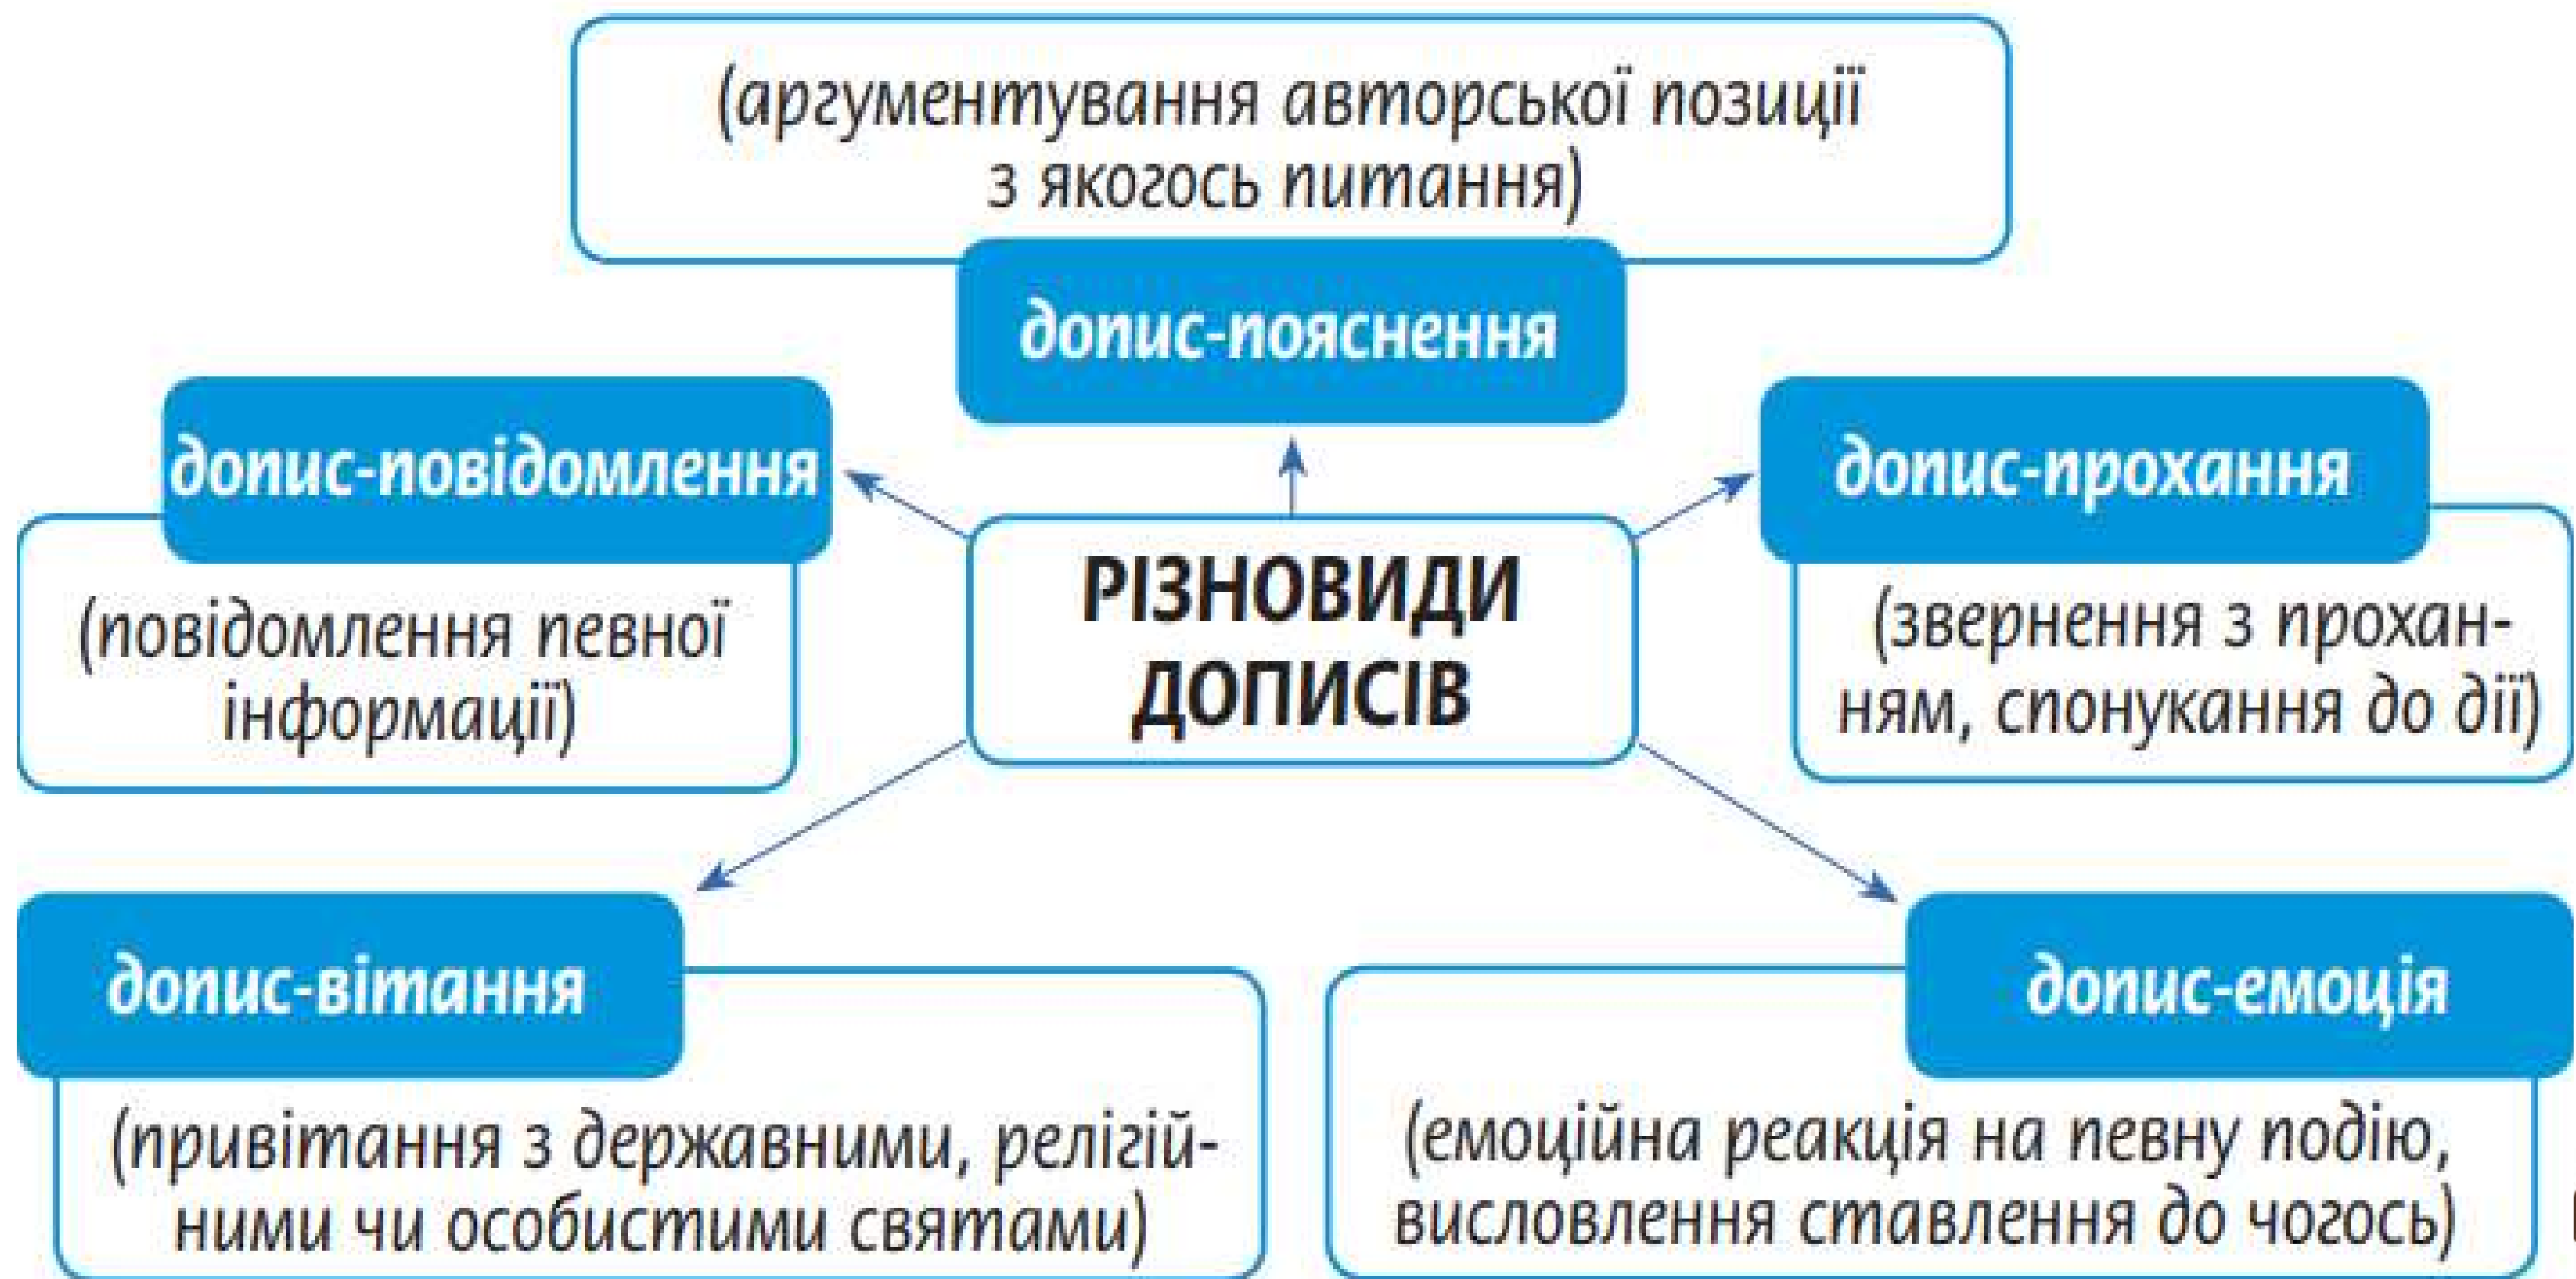 (аргументування авторської позиції
з якогось питання)
допис-пояснення
допис-повідомлення
допис-прохання
РІЗНОВИДИ
ДОПИСІВ
(повідомлення певної
інформації)
(звернення з прохан-
ням, спонукання до дії)
допис-вітання
допис-емоція
(привітання з державними, релігій-
ними чи особистими святами)
(емоційна реакція на певну подію,
висловлення ставлення до чогось)